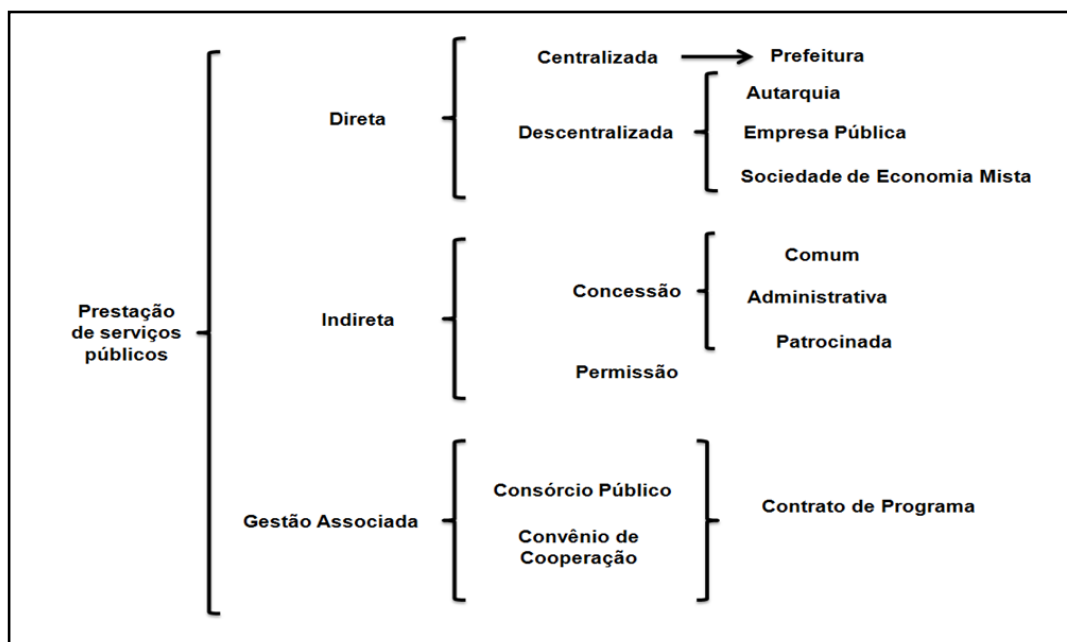 Prestação
de serviços
públicos
Direta
Centralizada
Prefeitura
Descentralizada
Autarquia
Empresa Pública
Sociedade de Economia Mista
Indireta
Concessão
Comum
Administrativa
Patrocinada
Permissão
Gestão Associada
Consórcio Público
Convênio de
Cooperação
Contrato de Programa